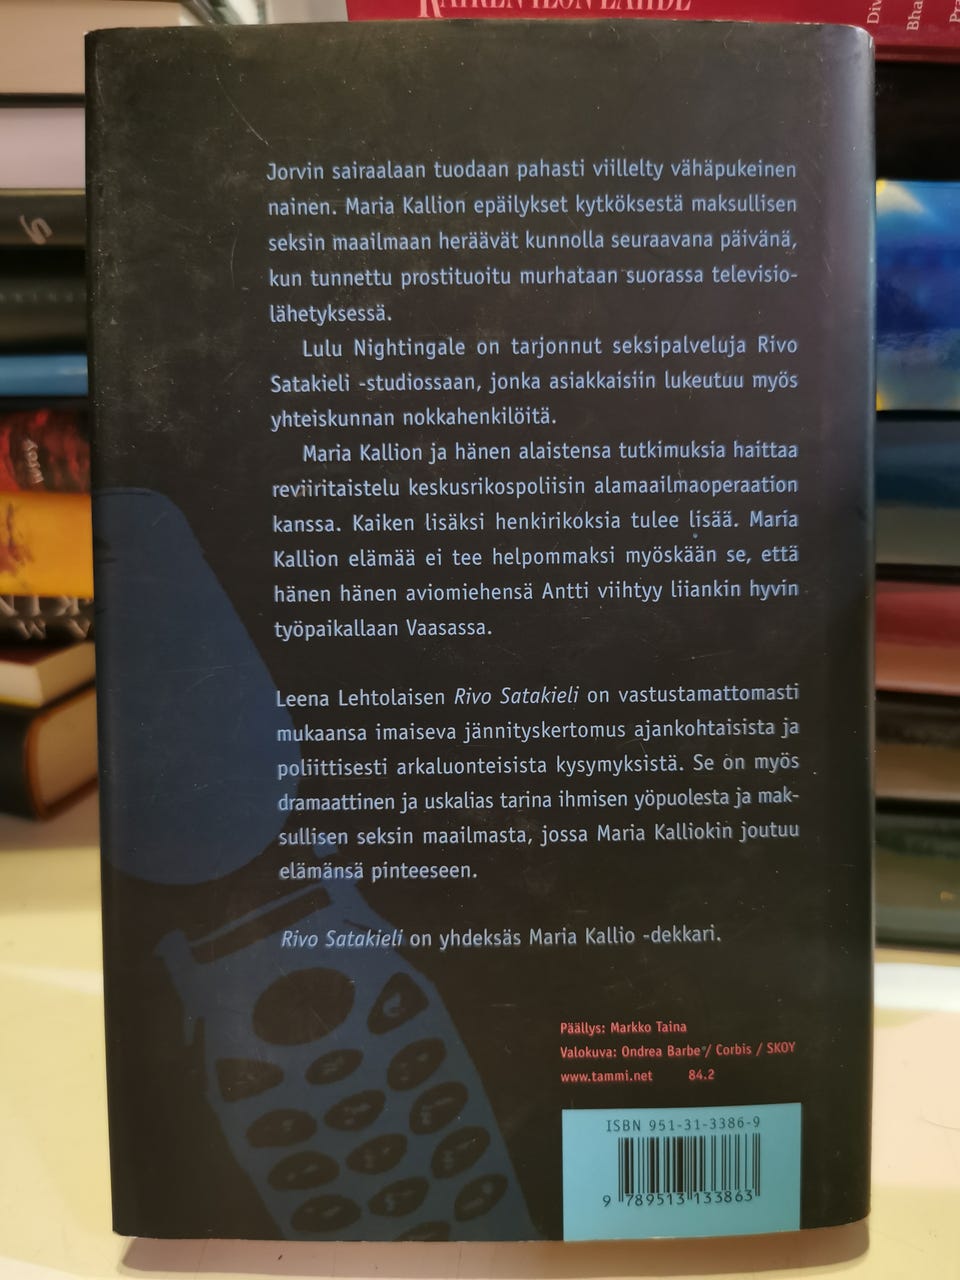 KAIKEN ILON LÄHDE
Div
Bha
Pra
Jorvin sairaalaan tuodaan pahasti viillelty vähäpukeinen
nainen. Maria Kallion epäilykset kytköksestä maksullisen
seksin maailmaan heräävät kunnolla seuraavana päivänä,
kun tunnettu prostituoitu murhataan suorassa televisio-
lähetyksessä.
Lulu Nightingale on tarjonnut seksipalveluja Rivo
Satakieli -studiossaan, jonka asiakkaisiin lukeutuu myös
yhteiskunnan nokkahenkilöitä.
Maria Kallion ja hänen alaistensa tutkimuksia haittaa
reviiritaistelu keskusrikospoliisin alamaailmaoperaation
kanssa. Kaiken lisäksi henkirikoksia tulee lisää. Maria
Kallion elämää ei tee helpommaksi myöskään se, että
hänen hänen aviomiehensä Antti viihtyy liiankin hyvin
työpaikallaan Vaasassa.
Leena Lehtolaisen Rivo Satakieli on vastustamattomasti
mukaansa imaiseva jännityskertomus ajankohtaisista ja
poliittisesti arkaluonteisista kysymyksistä. Se on myös
dramaattinen ja uskalias tarina ihmisen yöpuolesta ja mak-
sullisen seksin maailmasta, jossa Maria Kalliokin joutuu
elämänsä pinteeseen.
Rivo Satakieli on yhdeksäs Maria Kallio -dekkari.
Päällys: Markko Taina
Valokuva: Ondrea Barbe / Corbis / SKOY
www.tammi.net 84.2
ISBN 951-31-3386-9
9 789513 133863